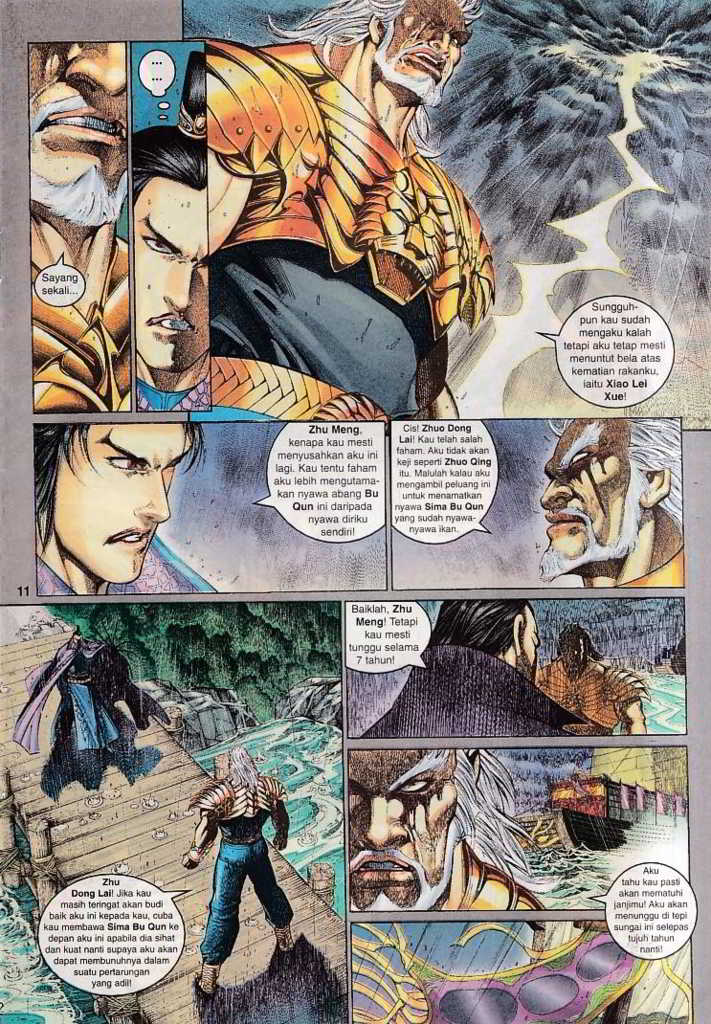 ...
...
Sayang
sekali...
Sungguh-
pun kau sudah
mengaku kalah
tetapi aku tetap mesti
menuntut bela atas
kematian rakanku,
iaitu Xiao Lei
Xue!
Zhu Meng,
kenapa kau mesti
menyusahkan aku ini
lagi. Kau tentu faham
aku lebih mengutama-
kan nyawa abang Bu
Qun ini daripada
nyawa diriku
sendiri!
Cis! Zhuo Dong
Lai! Kau telah salah
faham. Aku tidak akan
keji seperti Zhuo Qing
itu. Malulah kalau aku
mengambil peluang ini
untuk menamatkan
nyawa Sima Bu Qun
yang sudah nyawa-
nyawa ikan.
11
Zhu
Dong Lai! Jika kau
masih teringat akan budi
baik aku ini kepada kau, cuba
kau membawa Sima Bu Qun ke
depan aku ini apabila dia sihat
dan kuat nanti supaya aku akan
dapat membunuhnya dalam
suatu pertarungan
yang adil!
Baiklah, Zhu
Meng! Tetapi
kau mesti
tunggu selama
7 tahun!
Aku
tahu kau pasti
akan mematuhi
janjimu! Aku akan
menunggu di tepi
sungai ini selepas
tujuh tahun
nanti!